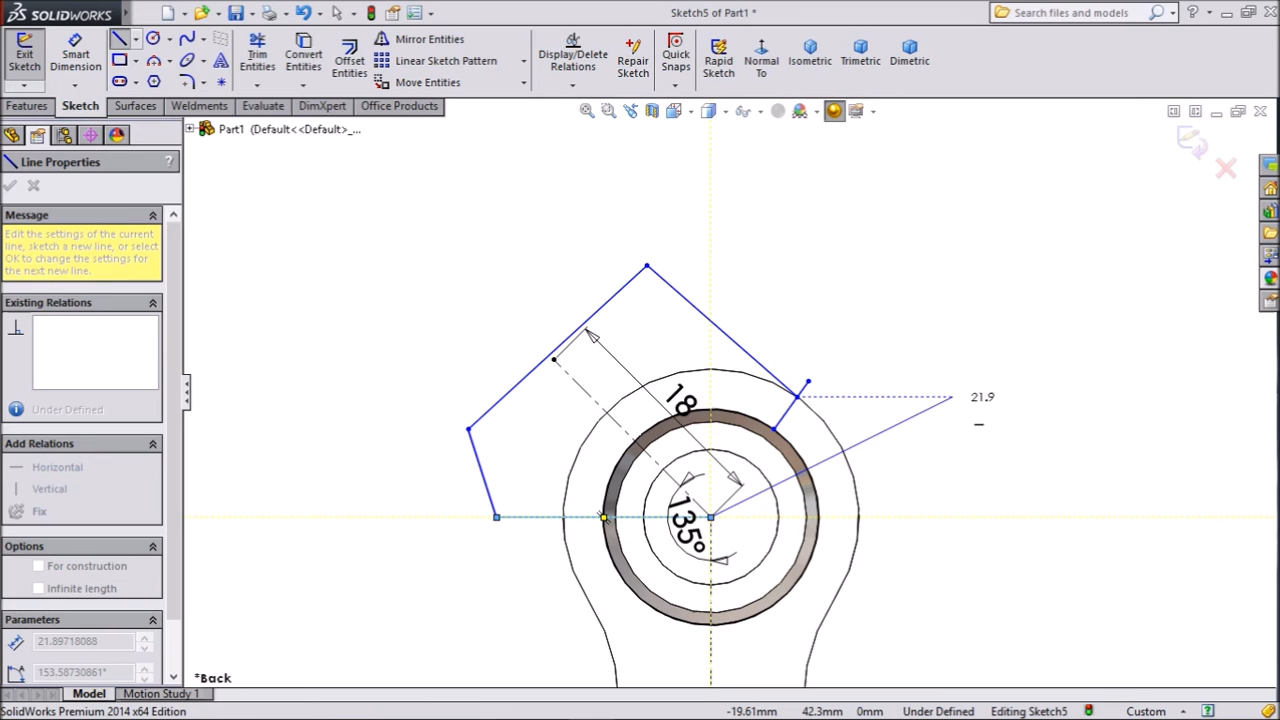 SOLIDWORKS
Sketch5 of Part1 *
Search files and models
Exit Sketch
Smart Dimension
Trim Entities
Convert Entities
Offset Entities
Mirror Entities
Linear Sketch Pattern
Move Entities
Display/Delete Relations
Repair Sketch
Quick Snaps
Rapid Sketch
Normal To
Isometric
Trimetric
Dimetric
Features
Sketch
Surfaces
Weldments
Evaluate
DimXpert
Office Products
Part1 (Default<<Default>_...
Line Properties
?
Message
Edit the settings of the current
line, sketch a new line, or select
OK to change the settings for
the next new line.
Existing Relations
Under Defined
Add Relations
Horizontal
Vertical
Fix
Options
For construction
Infinite length
Parameters
21.89718088
153.58730861°
18
135°
21.9
*Back
Model
Motion Study 1
SolidWorks Premium 2014 x64 Edition
-19.61mm
42.3mm
0mm
Under Defined
Editing Sketch5
Custom